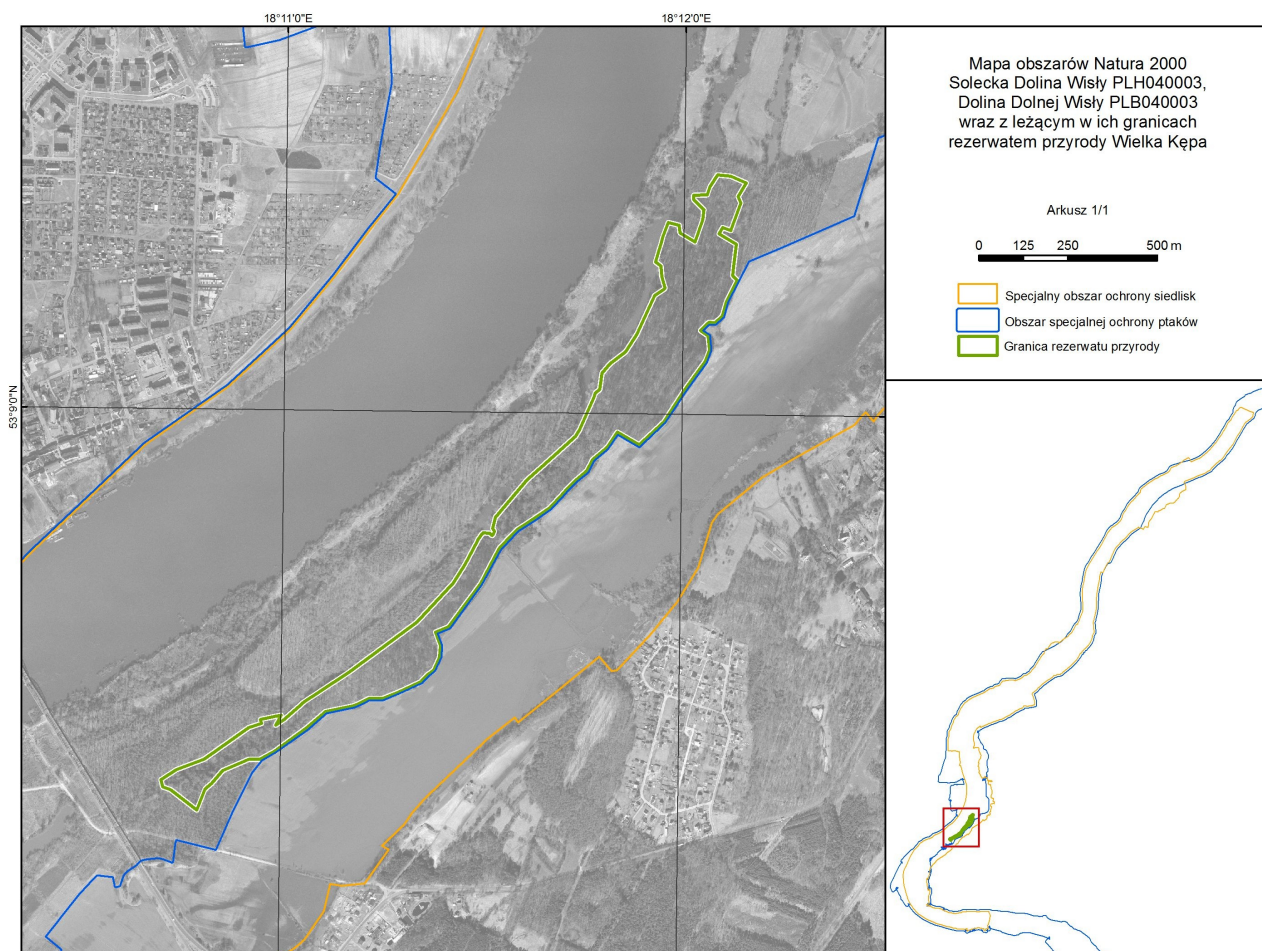 18°11'0"E
18°12'0"E
53°9'0"N
Mapa obszarów Natura 2000
Solecka Dolina Wisły PLH040003,
Dolina Dolnej Wisły PLB040003
wraz z leżącym w ich granicach
rezerwatem przyrody Wielka Kępa
Arkusz 1/1
0 125 250 500 m
Specjalny obszar ochrony siedlisk
Obszar specjalnej ochrony ptaków
Granica rezerwatu przyrody